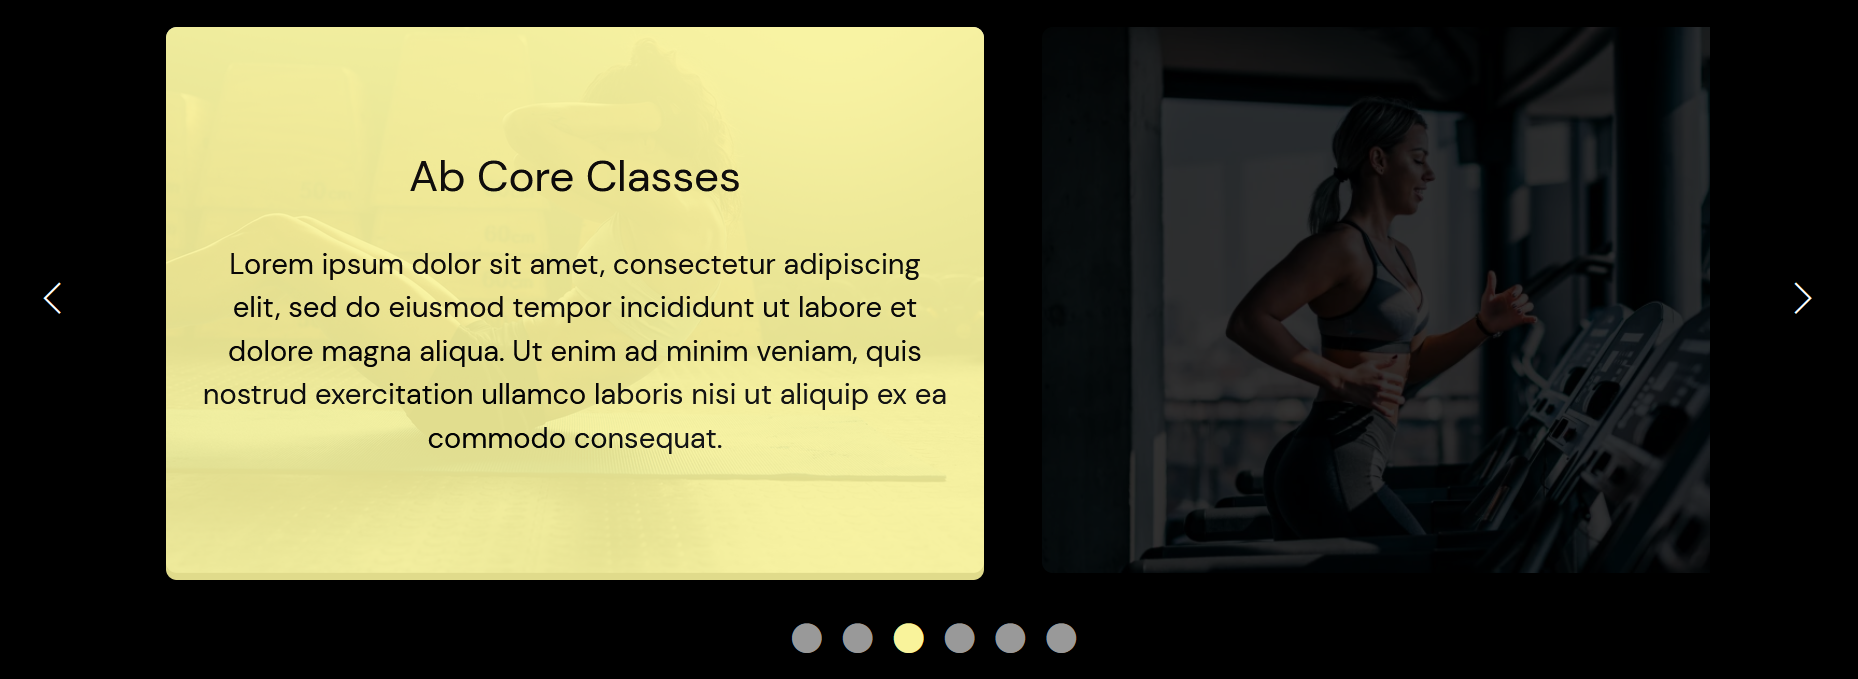 Ab Core Classes
Lorem ipsum dolor sit amet, consectetur adipiscing
elit, sed do eiusmod tempor incididunt ut labore et
dolore magna aliqua. Ut enim ad minim veniam, quis
nostrud exercitation ullamco laboris nisi ut aliquip ex ea
commodo consequat.